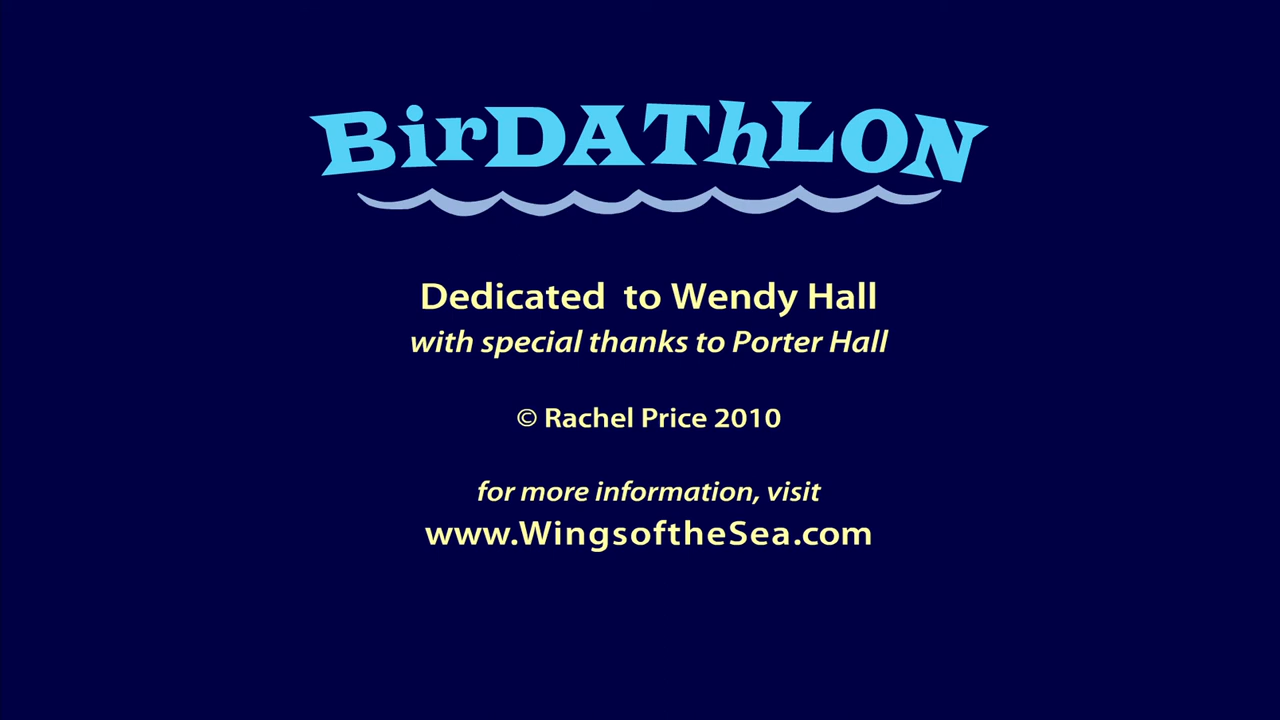 BirDAThLON
Dedicated to Wendy Hall
with special thanks to Porter Hall
© Rachel Price 2010
for more information, visit
www.WingsoftheSea.com